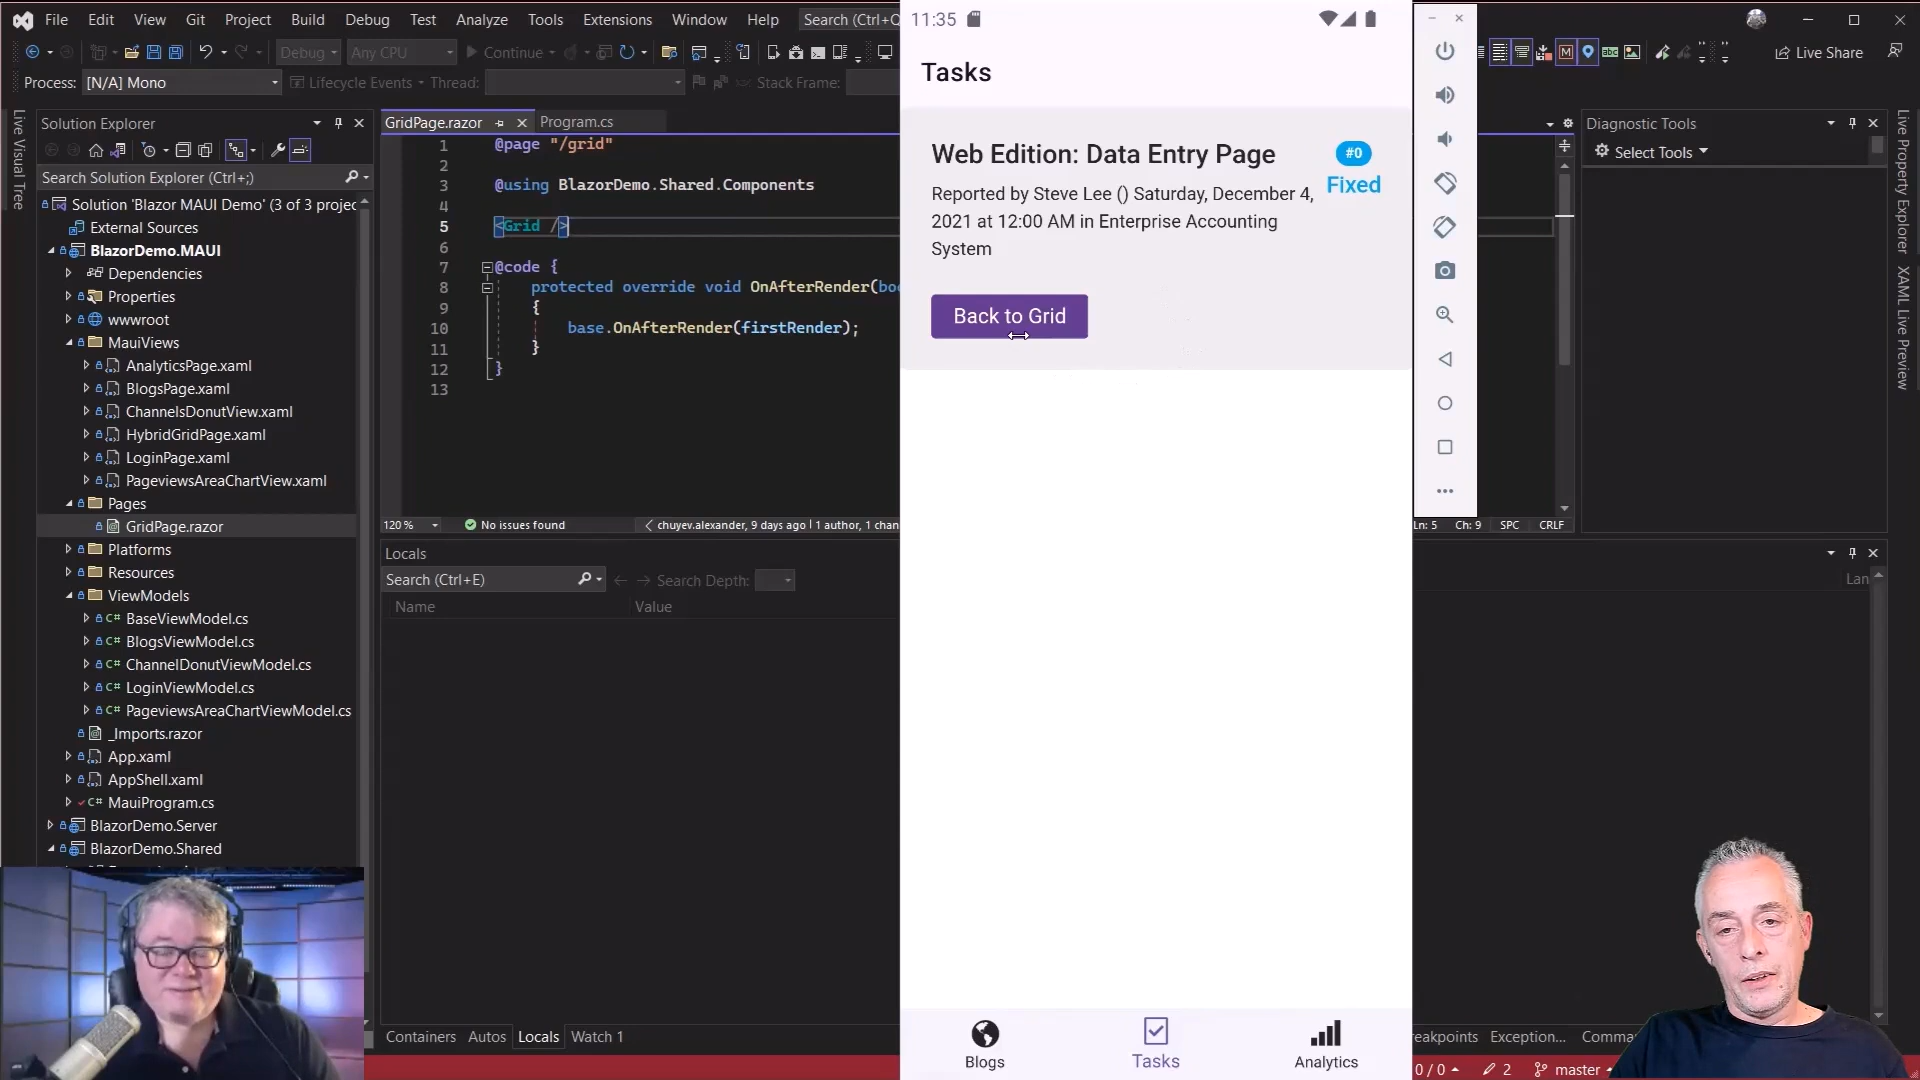 File Edit View Git Project Build Debug Test Analyze Tools Extensions Window Help Search (Ctrl+Q
Debug Any CPU Continue
Live Share
Process: [N/A] Mono Lifecycle Events Thread: Stack Frame:
Live Visual Tree
Solution Explorer
Search Solution Explorer (Ctrl+;)
Solution 'Blazor MAUI Demo' (3 of 3 projec
External Sources
BlazorDemo.MAUI
Dependencies
Properties
wwwroot
MauiViews
AnalyticsPage.xaml
BlogsPage.xaml
ChannelsDonutView.xaml
HybridGridPage.xaml
LoginPage.xaml
PageviewsAreaChartView.xaml
Pages
GridPage.razor
Platforms
Resources
ViewModels
BaseViewModel.cs
BlogsViewModel.cs
ChannelDonutViewModel.cs
LoginViewModel.cs
PageviewsAreaChartViewModel.cs
_Imports.razor
App.xaml
AppShell.xaml
MauiProgram.cs
BlazorDemo.Server
BlazorDemo.Shared
GridPage.razor Program.cs
1 @page "/grid"
2
3 @using BlazorDemo.Shared.Components
4
5 <Grid />
6
7 @code {
8 protected override void OnAfterRender(boo
9 {
10 base.OnAfterRender(firstRender);
11 }
12 }
13
120 % No issues found chuyev.alexander, 9 days ago | 1 author, 1 chan
Ln: 5 Ch: 9 SPC CRLF
Locals
Search (Ctrl+E) Search Depth:
Name Value
Lan
Containers Autos Locals Watch 1
eakpoints Exception... Comma
0 / 0 2 master
11:35
Tasks
Web Edition: Data Entry Page
#0
Fixed
Reported by Steve Lee () Saturday, December 4,
2021 at 12:00 AM in Enterprise Accounting
System
Back to Grid
Blogs Tasks Analytics
Diagnostic Tools
Select Tools
Live Property Explorer
XAML Live Preview